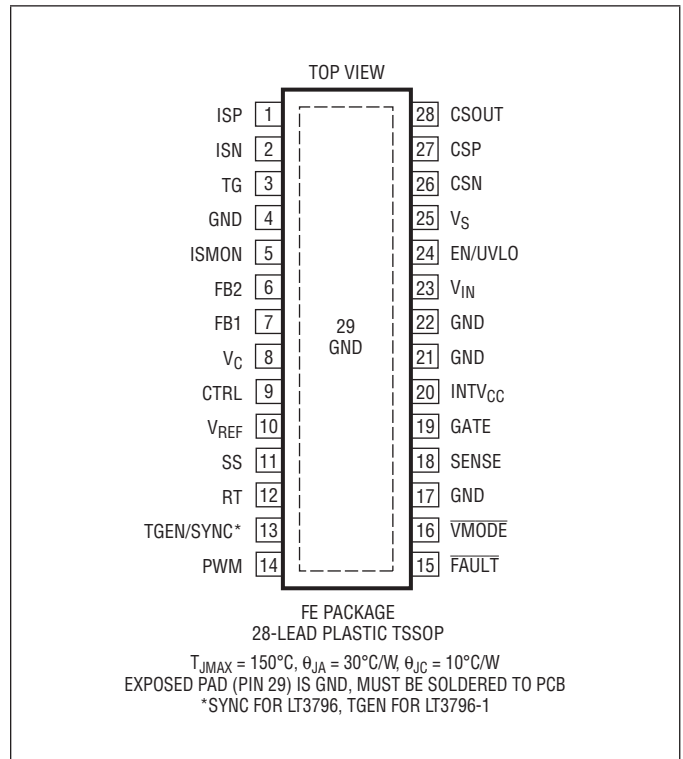 TOP VIEW
ISP 1
ISN 2
TG 3
GND 4
ISMON 5
FB2 6
FB1 7
VC 8
CTRL 9
VREF 10
SS 11
RT 12
TGEN/SYNC* 13
PWM 14
29
GND
28 CSOUT
27 CSP
26 CSN
25 VS
24 EN/UVLO
23 VIN
22 GND
21 GND
20 INTVCC
19 GATE
18 SENSE
17 GND
16 V̅M̅O̅D̅E̅
15 F̅A̅U̅L̅T̅
FE PACKAGE
28-LEAD PLASTIC TSSOP
TJMAX = 150°C, θJA = 30°C/W, θJC = 10°C/W
EXPOSED PAD (PIN 29) IS GND, MUST BE SOLDERED TO PCB
*SYNC FOR LT3796, TGEN FOR LT3796-1